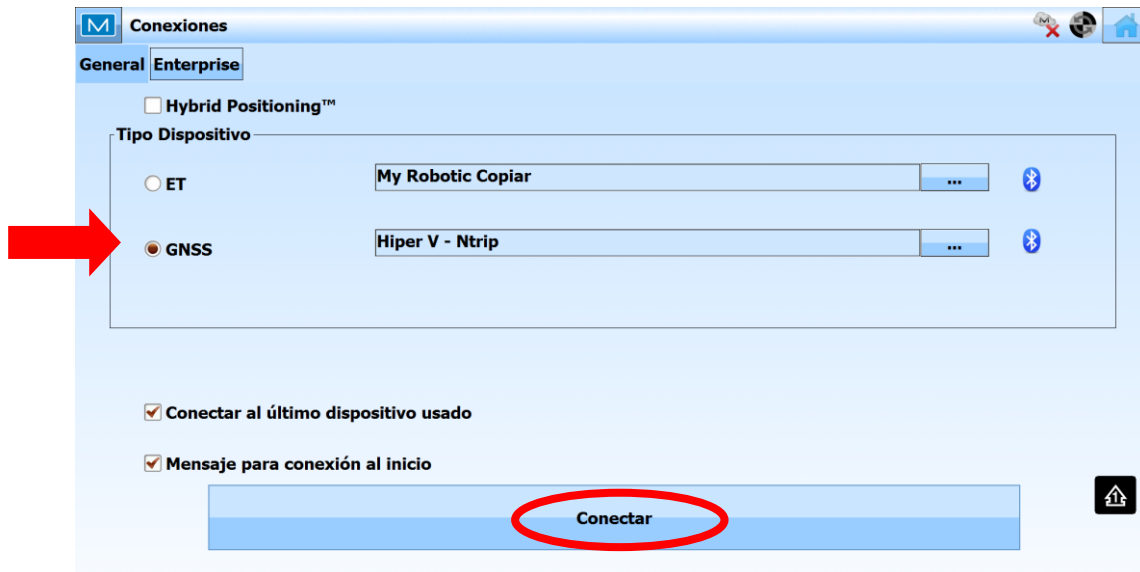 Conexiones
General Enterprise
Hybrid Positioning™
Tipo Dispositivo
ET My Robotic Copiar ...
GNSS Hiper V - Ntrip ...
Conectar al último dispositivo usado
Mensaje para conexión al inicio
Conectar